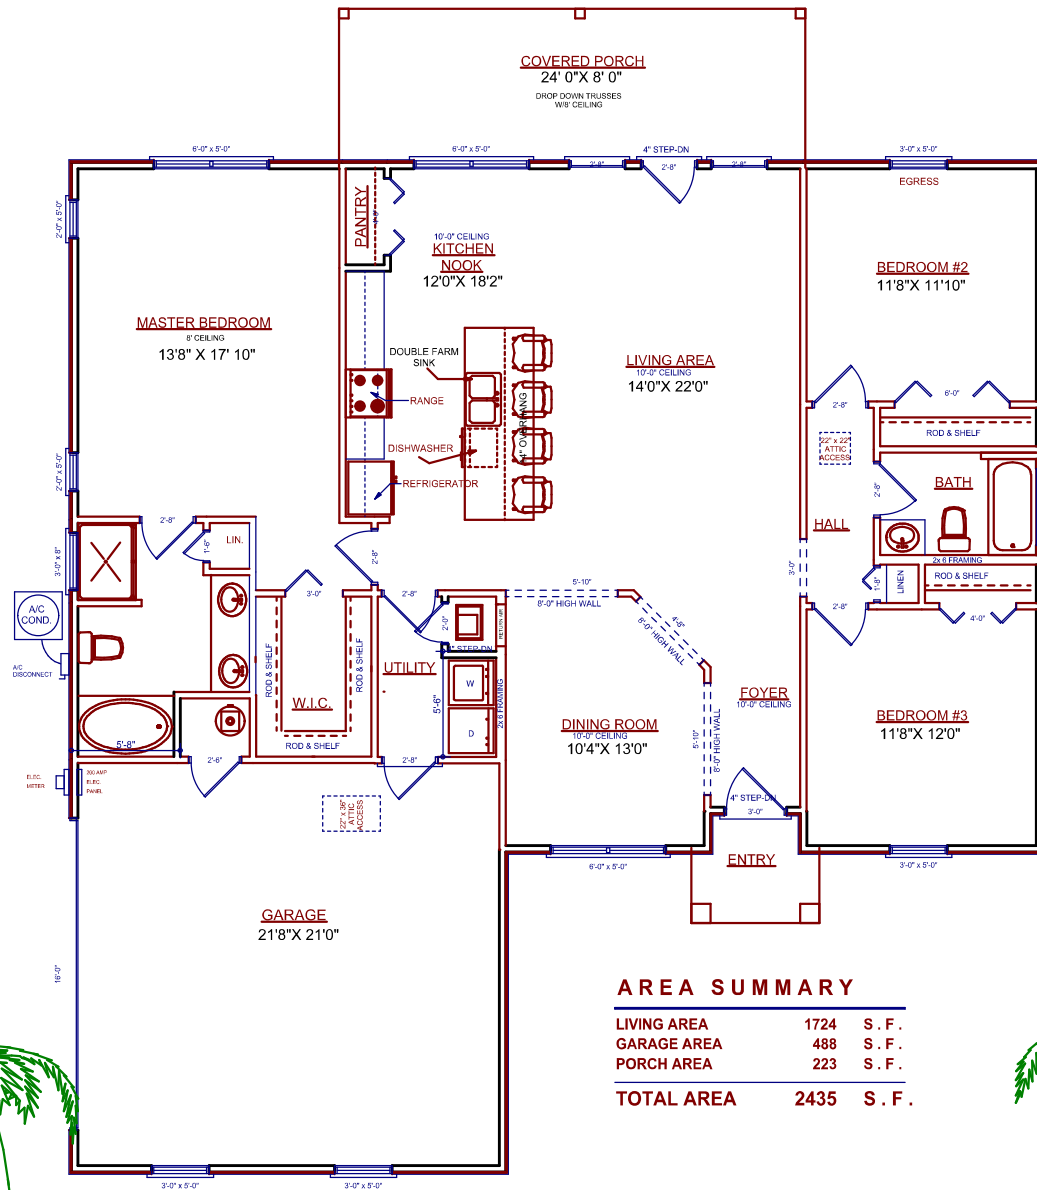 COVERED PORCH
24' 0"X 8' 0"
DROP DOWN TRUSSES
W/8' CEILING
6'-0" x 5'-0"
6'-0" x 5'-0"
4" STEP-DN
3'-0" x 5'-0"
2'-8"
2'-8"
2'-8"
EGRESS
2'-0" x 5'-0"
PANTRY
10'-0" CEILING
KITCHEN
NOOK
12'0"X 18'2"
BEDROOM #2
11'8"X 11'10"
MASTER BEDROOM
8' CEILING
13'8" X 17' 10"
DOUBLE FARM
SINK
LIVING AREA
10'-0" CEILING
14'0"X 22'0"
RANGE
4" OVERHANG
2'-8"
6'-0"
ROD & SHELF
22" x 22"
ATTIC
ACCESS
DISHWASHER
REFRIGERATOR
2'-0" x 5'-0"
BATH
2'-8"
HALL
2'-8"
LIN.
1'-6"
2'-8"
3'-0" x 8"
2x 6 FRAMING
3'-0"
ROD & SHELF
LINEN
1'-8"
5'-10"
8'-0" HIGH WALL
3'-0"
2'-8"
2'-8"
4'-0"
A/C
COND.
A/C
DISCONNECT
2'-0"
RETURN AIR
4'-8"
8'-0" HIGH WALL
4" STEP-DN
ROD & SHELF
ROD & SHELF
UTILITY
W
D
5'-6"
2x 6 FRAMING
W.I.C.
ROD & SHELF
FOYER
10'-0" CEILING
DINING ROOM
10'-0" CEILING
10'4"X 13'0"
5'-10"
8'-0" HIGH WALL
BEDROOM #3
11'8"X 12'0"
5'-8"
2'-6"
2'-8"
ELEC.
METER
200 AMP
ELEC.
PANEL
22" x 36"
ATTIC
ACCESS
4" STEP-DN
3'-0"
ENTRY
6'-0" x 5'-0"
3'-0" x 5'-0"
GARAGE
21'8"X 21'0"
16'-0"
AREA SUMMARY
LIVING AREA 1724 S.F.
GARAGE AREA 488 S.F.
PORCH AREA 223 S.F.
TOTAL AREA 2435 S.F.
3'-0" x 5'-0"
3'-0" x 5'-0"